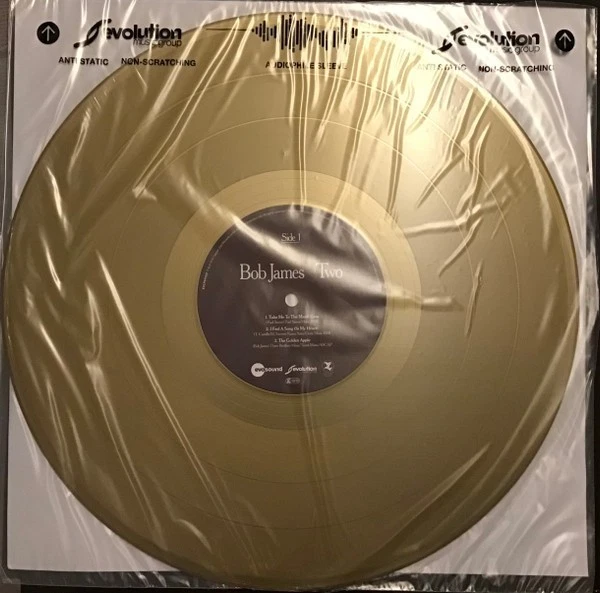 evolution
music group
ANTI STATIC NON-SCRATCHING
AUDIOPHILE SLEEVE
evolution
music group
ANTI STATIC NON-SCRATCHING
Side 1
Bob James Two
1. Take Me To The Mardi Gras
2. I Feel A Song (In My Heart)
3. The Golden Apple
evosound evolution